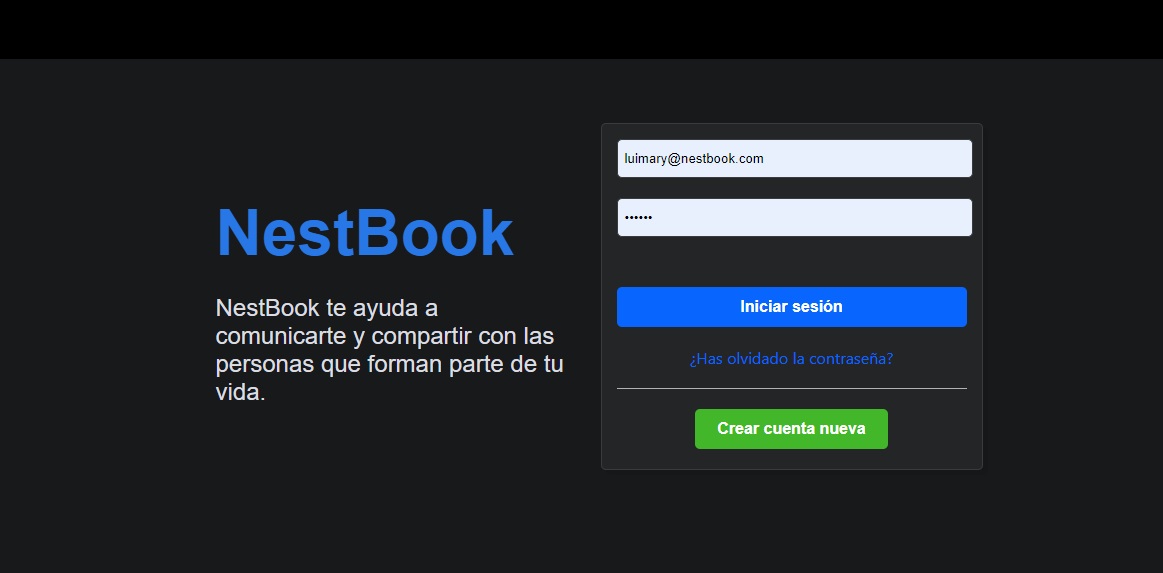 NestBook
NestBook te ayuda a
comunicarte y compartir con las
personas que forman parte de tu
vida.
luimary@nestbook.com
••••••
Iniciar sesión
¿Has olvidado la contraseña?
Crear cuenta nueva